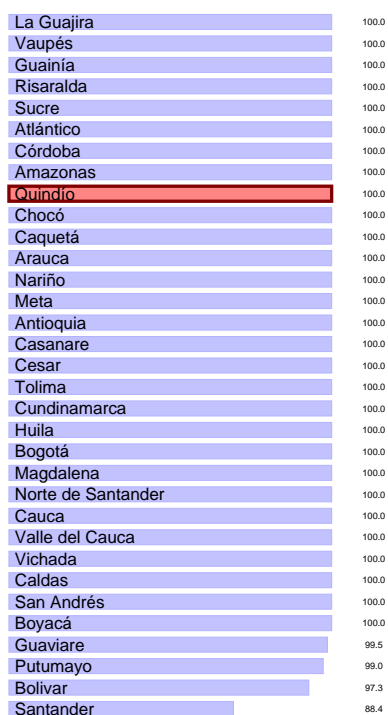 La Guajira 100.0
Vaupés 100.0
Guainía 100.0
Risaralda 100.0
Sucre 100.0
Atlántico 100.0
Córdoba 100.0
Amazonas 100.0
Quindío 100.0
Chocó 100.0
Caquetá 100.0
Arauca 100.0
Nariño 100.0
Meta 100.0
Antioquia 100.0
Casanare 100.0
Cesar 100.0
Tolima 100.0
Cundinamarca 100.0
Huila 100.0
Bogotá 100.0
Magdalena 100.0
Norte de Santander 100.0
Cauca 100.0
Valle del Cauca 100.0
Vichada 100.0
Caldas 100.0
San Andrés 100.0
Boyacá 100.0
Guaviare 99.5
Putumayo 99.0
Bolivar 97.3
Santander 88.4